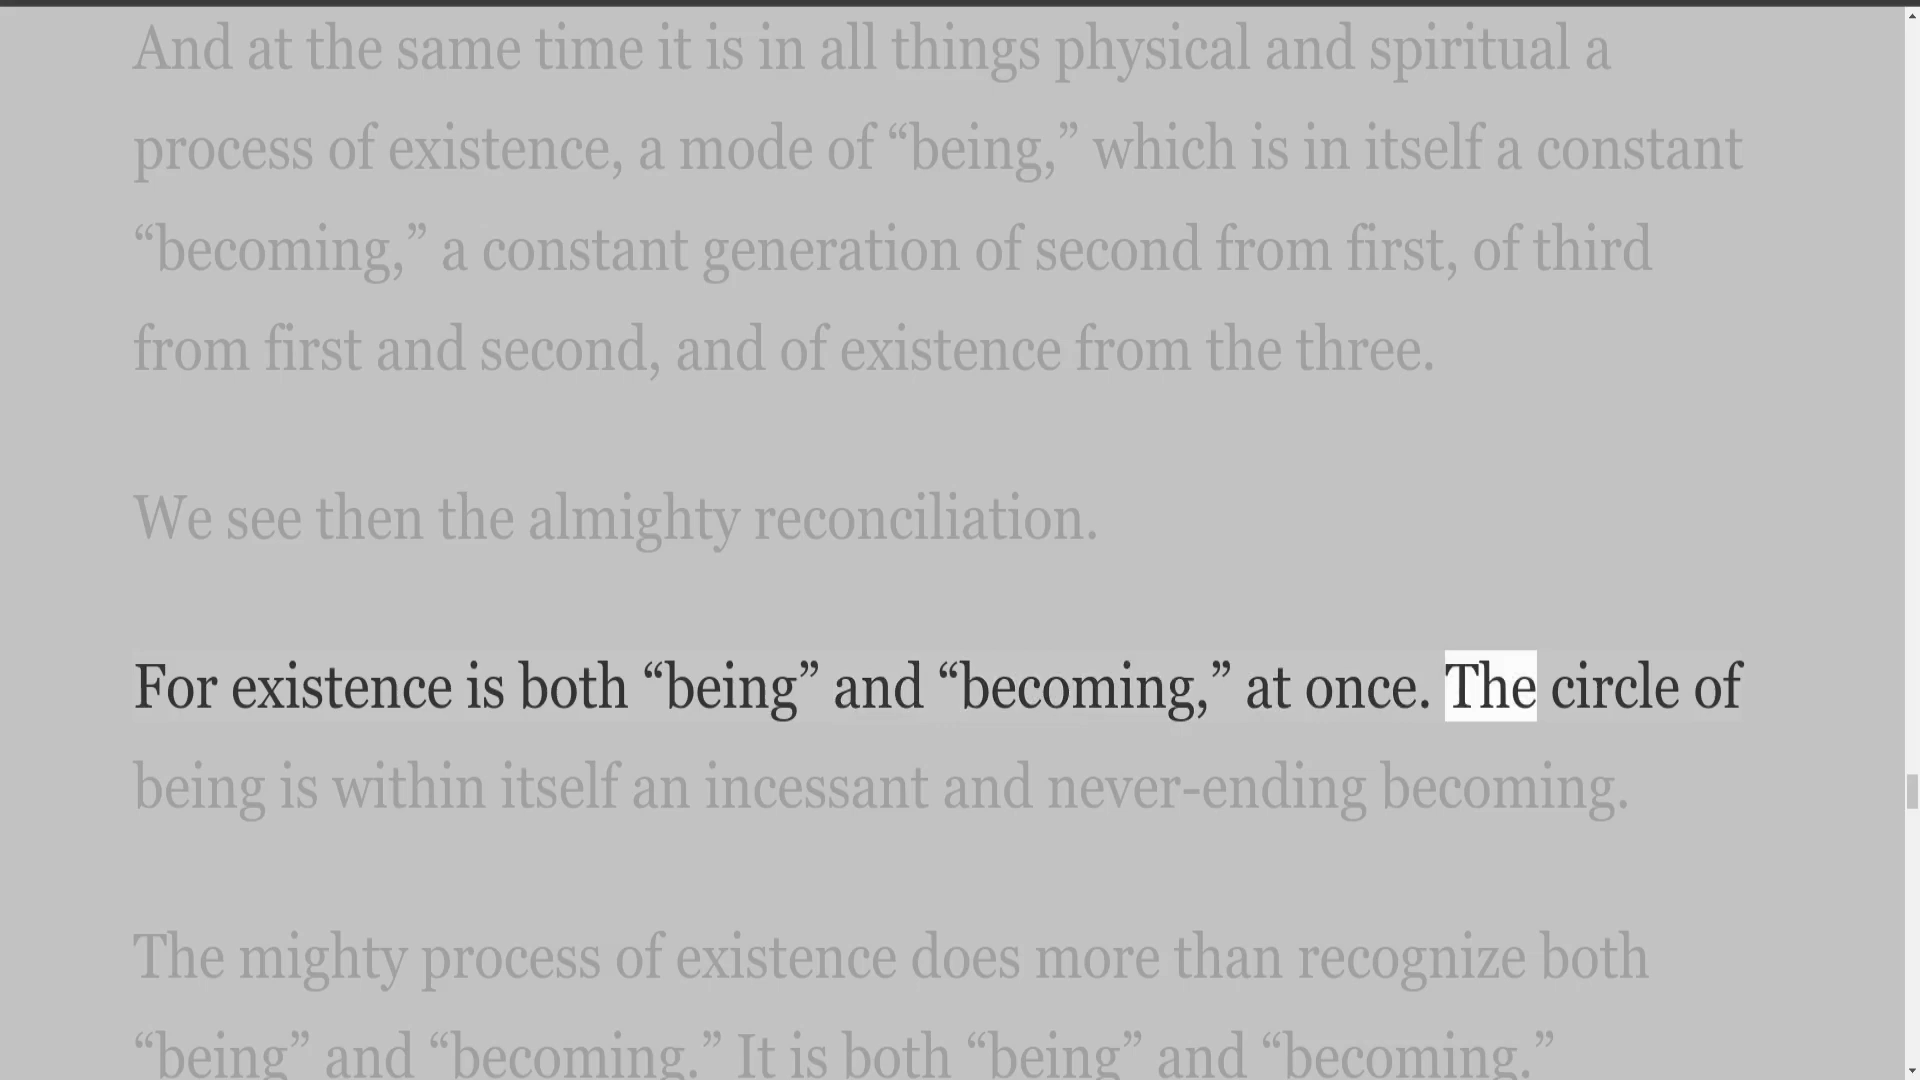 And at the same time it is in all things physical and spiritual a
process of existence, a mode of “being,” which is in itself a constant
“becoming,” a constant generation of second from first, of third
from first and second, and of existence from the three.
We see then the almighty reconciliation.
For existence is both “being” and “becoming,” at once. The circle of
being is within itself an incessant and never-ending becoming.
The mighty process of existence does more than recognize both
“being” and “becoming.” It is both “being” and “becoming.”